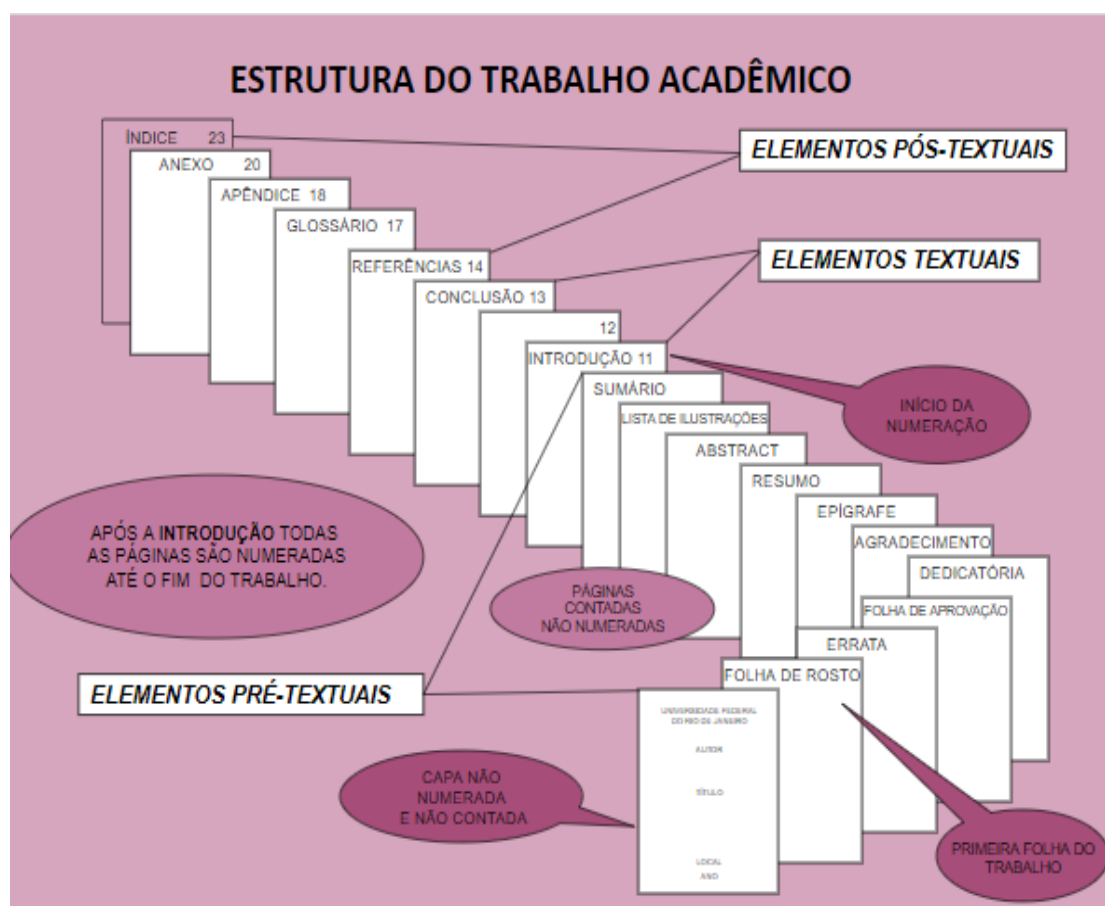 ESTRUTURA DO TRABALHO ACADÊMICO
ÍNDICE 23
ELEMENTOS PÓS-TEXTUAIS
ANEXO 20
APÊNDICE 18
GLOSSÁRIO 17
ELEMENTOS TEXTUAIS
REFERÊNCIAS 14
CONCLUSÃO 13
12
INTRODUÇÃO 11
SUMÁRIO
INÍCIO DA
NUMERAÇÃO
LISTA DE ILUSTRAÇÕES
ABSTRACT
RESUMO
EPÍGRAFE
AGRADECIMENTO
DEDICATÓRIA
FOLHA DE APROVAÇÃO
ERRATA
FOLHA DE ROSTO
APÓS A INTRODUÇÃO TODAS
AS PÁGINAS SÃO NUMERADAS
ATÉ O FIM DO TRABALHO.
PÁGINAS
CONTADAS
NÃO NUMERADAS
ELEMENTOS PRÉ-TEXTUAIS
UNIVERSIDADE FEDERAL
DO RIO DE JANEIRO
AUTOR
TÍTULO
LOCAL
ANO
CAPA NÃO
NUMERADA
E NÃO CONTADA
PRIMEIRA FOLHA DO
TRABALHO